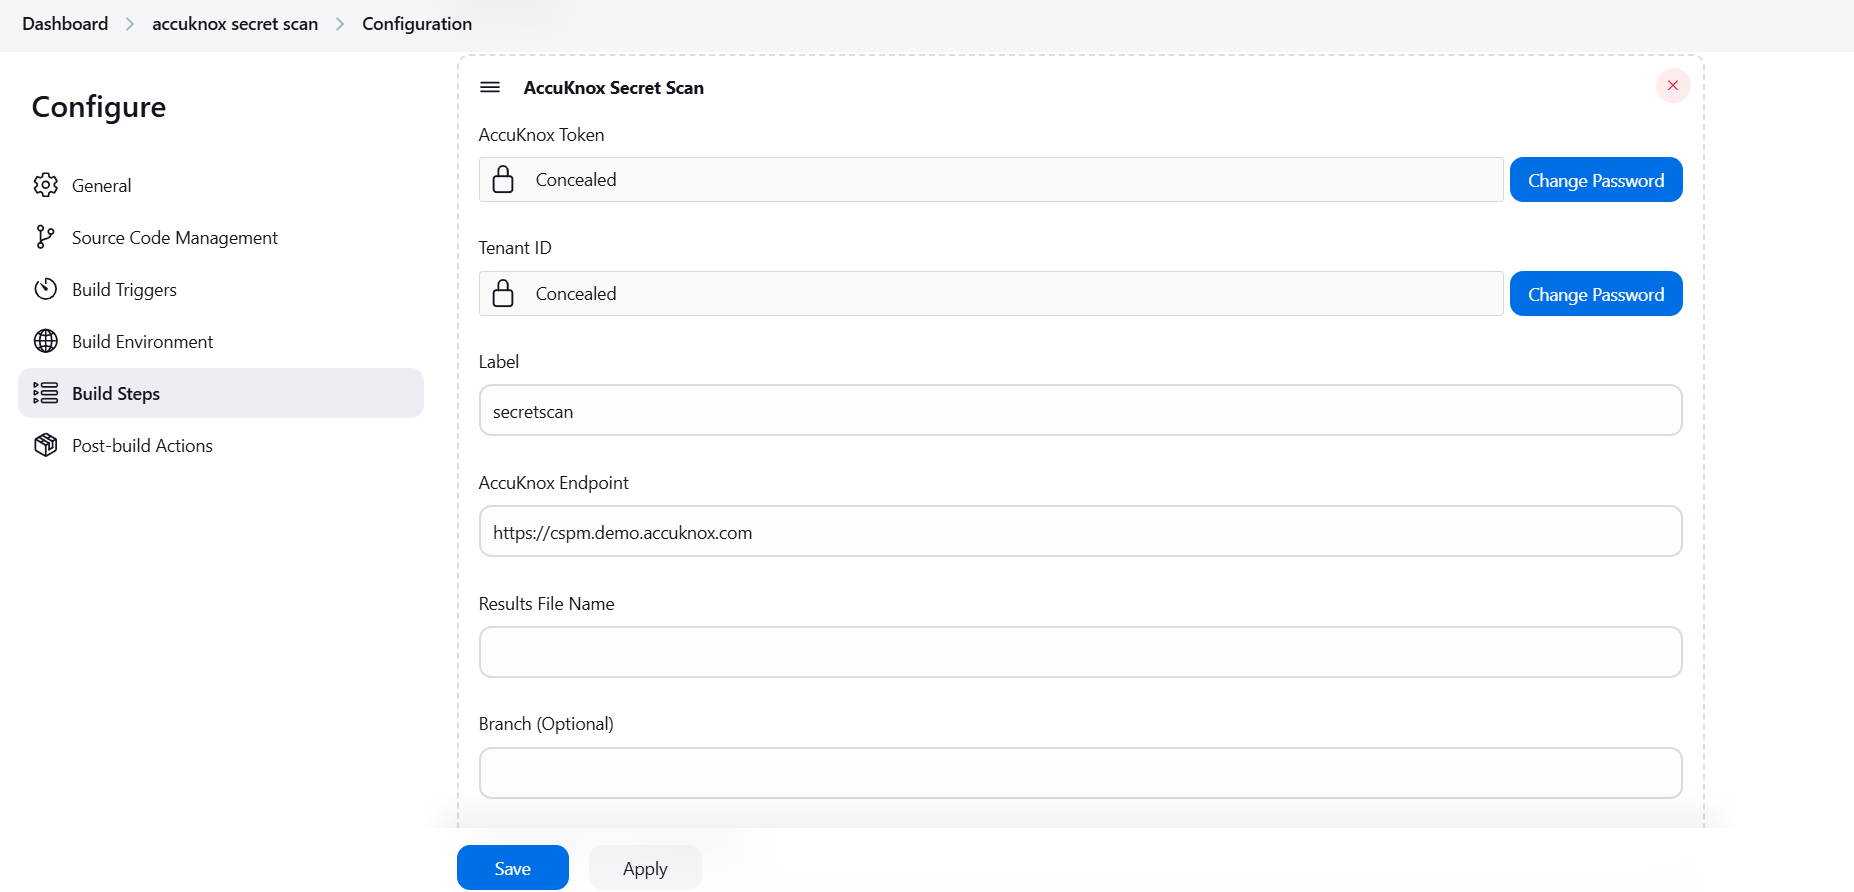 Dashboard
accuknox secret scan
Configuration
Configure
General
Source Code Management
Build Triggers
Build Environment
Build Steps
Post-build Actions
AccuKnox Secret Scan
AccuKnox Token
Concealed
Change Password
Tenant ID
Concealed
Change Password
Label
secretscan
AccuKnox Endpoint
https://cspm.demo.accuknox.com
Results File Name
Branch (Optional)
Save
Apply